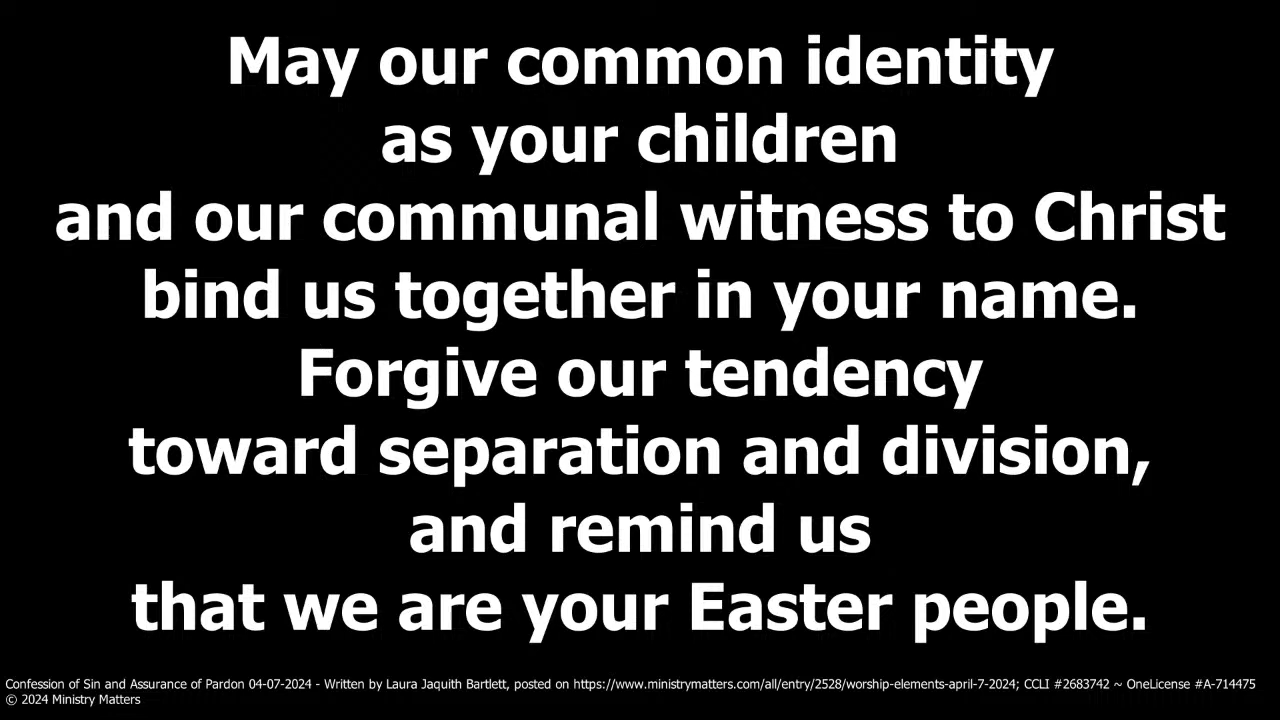 May our common identity
as your children
and our communal witness to Christ
bind us together in your name.
Forgive our tendency
toward separation and division,
and remind us
that we are your Easter people.
Confession of Sin and Assurance of Pardon 04-07-2024 - Written by Laura Jaquith Bartlett, posted on https://www.ministrymatters.com/all/entry/2528/worship-elements-april-7-2024; CCLI #2683742 ~ OneLicense #A-714475
© 2024 Ministry Matters